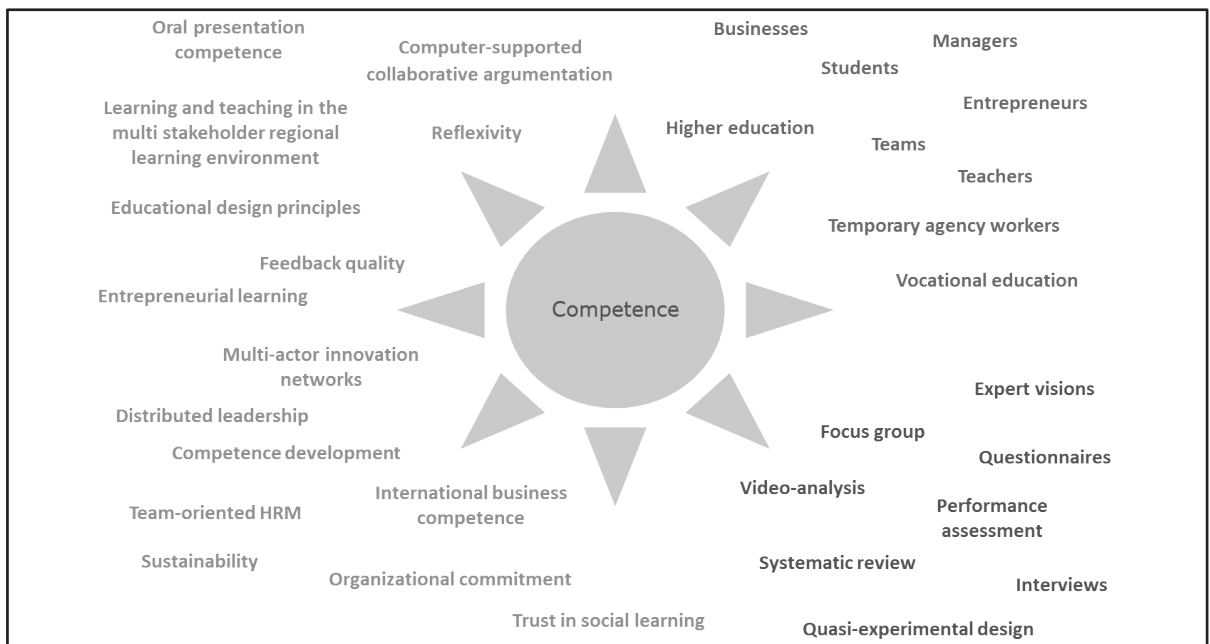 Oral presentation
competence
Computer-supported
collaborative argumentation
Learning and teaching in the
multi stakeholder regional
learning environment
Reflexivity
Educational design principles
Feedback quality
Entrepreneurial learning
Multi-actor innovation
networks
Distributed leadership
Competence development
International business
competence
Team-oriented HRM
Sustainability
Organizational commitment
Trust in social learning
Competence
Businesses
Managers
Students
Entrepreneurs
Higher education
Teams
Teachers
Temporary agency workers
Vocational education
Expert visions
Focus group
Questionnaires
Video-analysis
Performance
assessment
Systematic review
Interviews
Quasi-experimental design